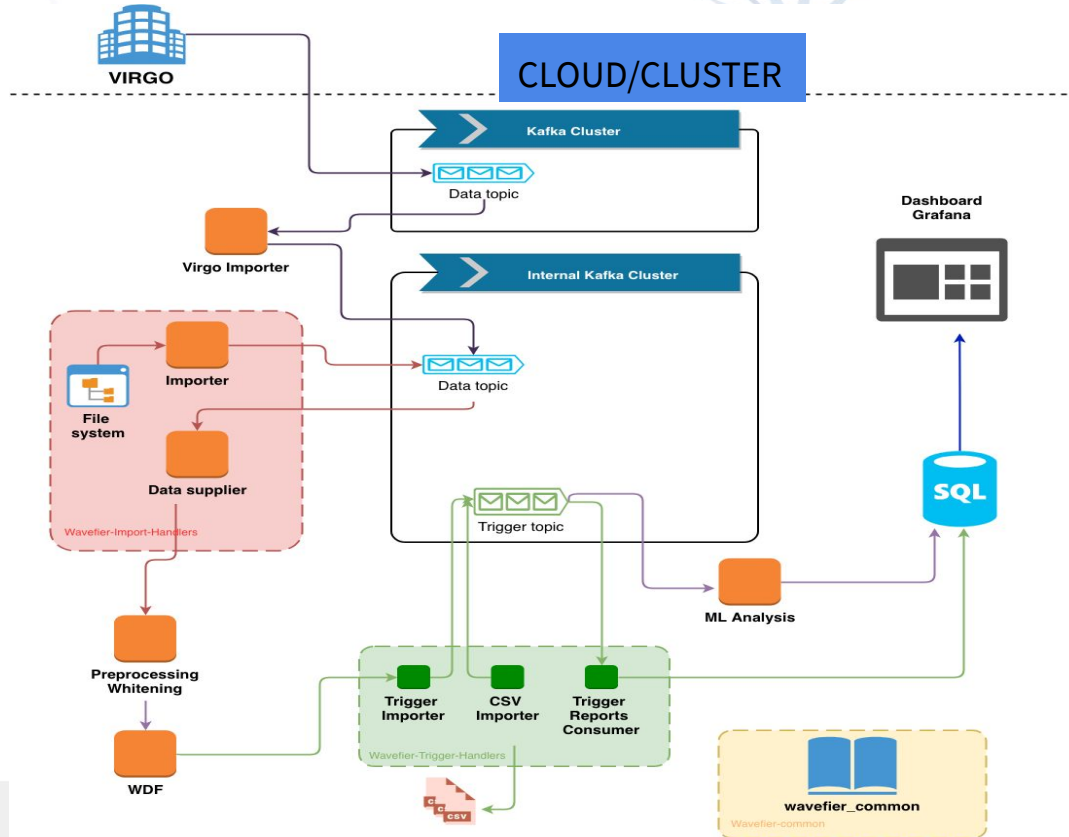 VIRGO
CLOUD/CLUSTER
Kafka Cluster
Data topic
Dashboard
Grafana
Virgo Importer
Internal Kafka Cluster
Importer
Data topic
File
system
Data supplier
SQL
Trigger topic
Wavefier-Import-Handlers
ML Analysis
Preprocessing
Whitening
Trigger
Importer
CSV
Importer
Trigger
Reports
Consumer
Wavefier-Trigger-Handlers
WDF
CSV
wavefier_common
Wavefier-common